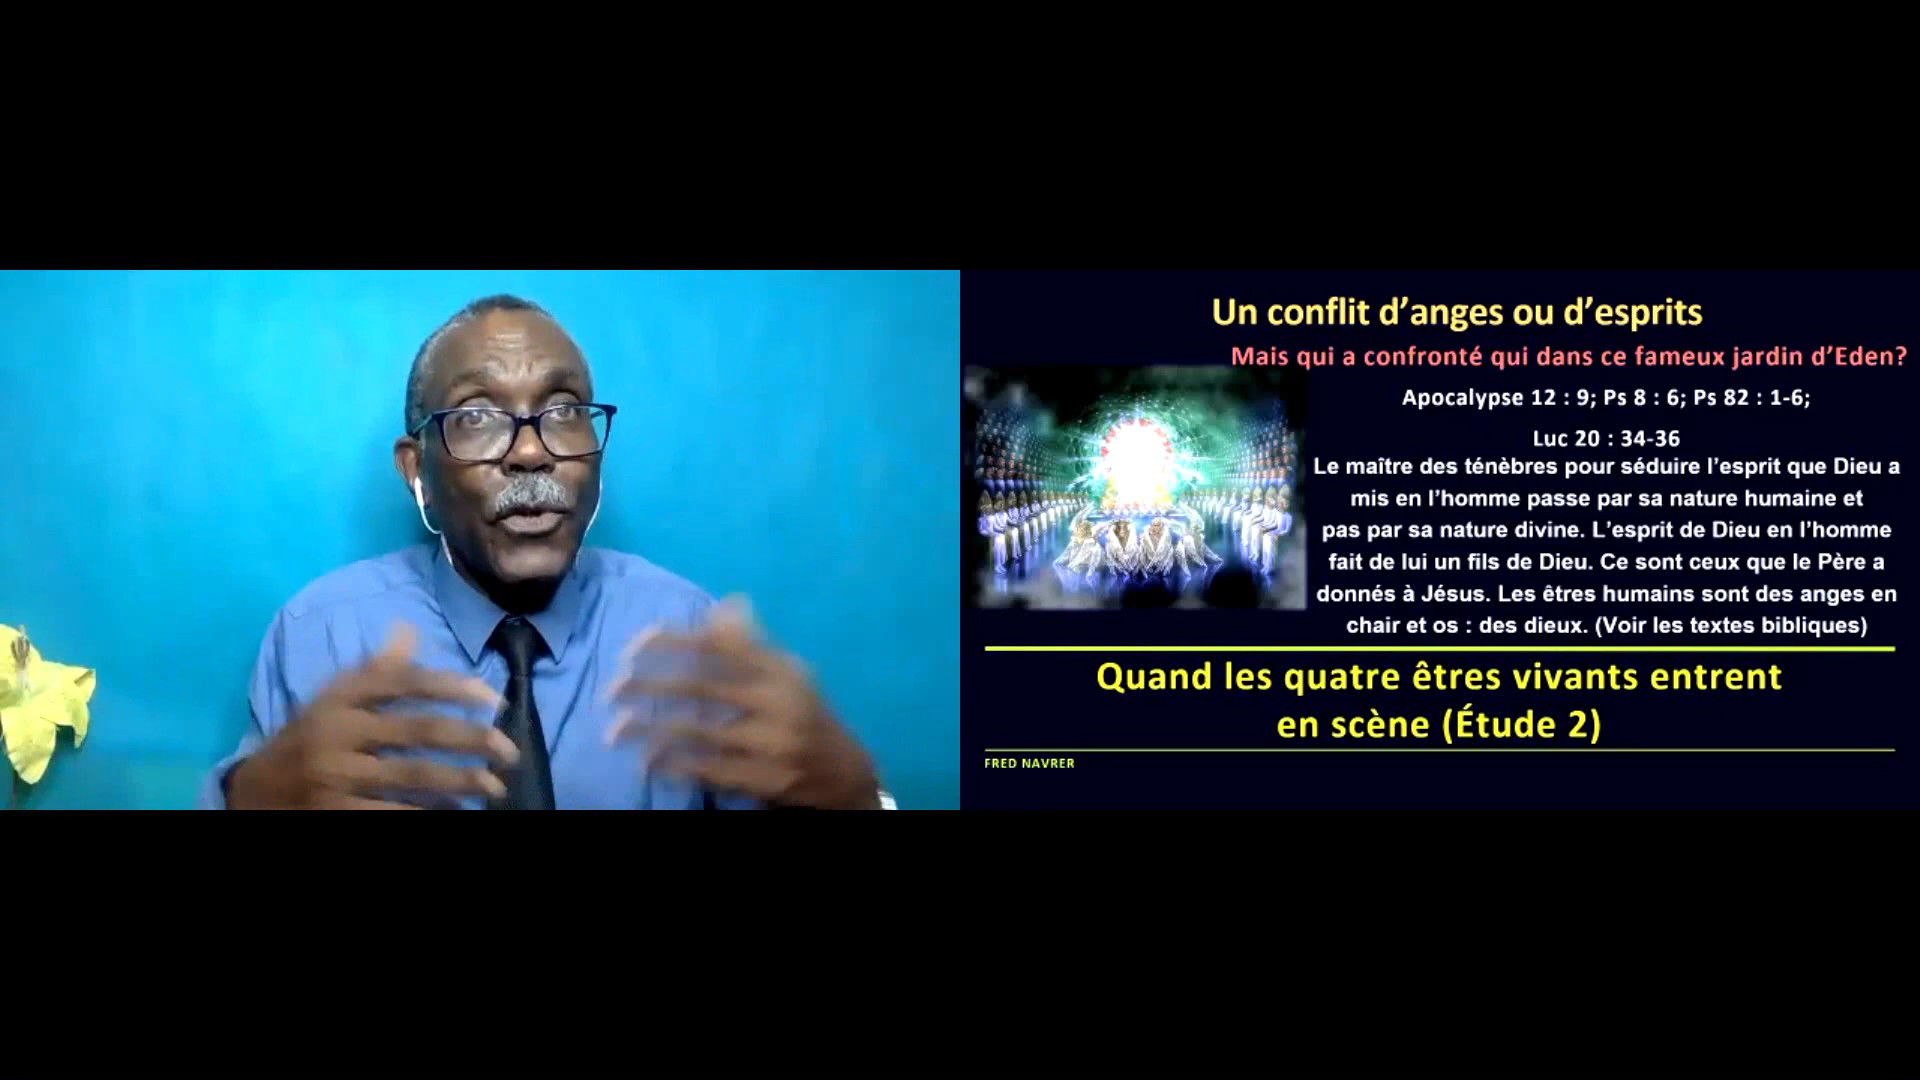 Un conflit d’anges ou d’esprits
Mais qui a confronté qui dans ce fameux jardin d’Eden?
Apocalypse 12 : 9; Ps 8 : 6; Ps 82 : 1-6;
Luc 20 : 34-36
Le maître des ténèbres pour séduire l’esprit que Dieu a
mis en l’homme passe par sa nature humaine et
pas par sa nature divine. L’esprit de Dieu en l’homme
fait de lui un fils de Dieu. Ce sont ceux que le Père a
donnés à Jésus. Les êtres humains sont des anges en
chair et os : des dieux. (Voir les textes bibliques)
Quand les quatre êtres vivants entrent
en scène (Étude 2)
FRED NAVRER